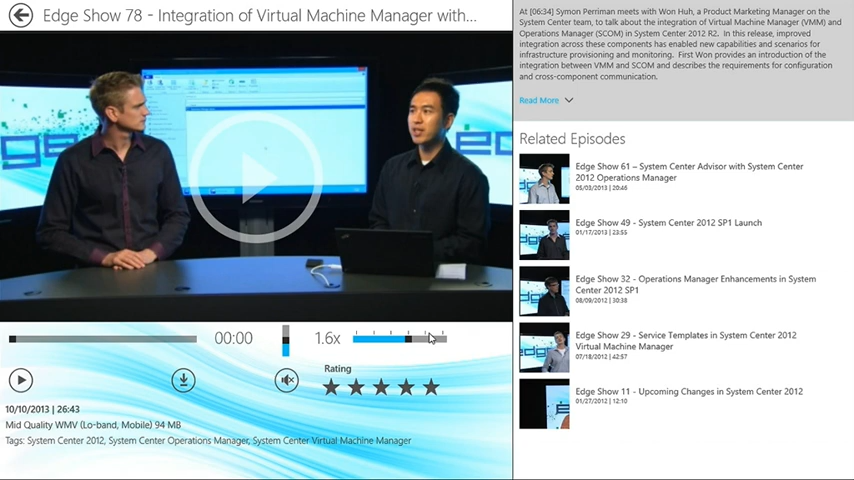 Edge Show 78 - Integration of Virtual Machine Manager with...
At [06:34] Symon Perriman meets with Won Huh, a Product Marketing Manager on the
System Center team, to talk about the integration of Virtual Machine Manager (VMM) and
Operations Manager (SCOM) in System Center 2012 R2. In this release, improved
integration across these components has enabled new capabilities and scenarios for
infrastructure provisioning and monitoring. First Won provides an introduction of the
integration between VMM and SCOM and describes the requirements for configuration
and cross-component communication.
Read More
Related Episodes
Edge Show 61 – System Center Advisor with System Center
2012 Operations Manager
05/03/2013 | 20:46
Edge Show 49 - System Center 2012 SP1 Launch
01/17/2013 | 23:55
Edge Show 32 - Operations Manager Enhancements in System
Center 2012 SP1
08/09/2012 | 30:38
Edge Show 29 - Service Templates in System Center 2012
Virtual Machine Manager
07/18/2012 | 42:57
Edge Show 11 - Upcoming Changes in System Center 2012
01/27/2012 | 12:10
00:00
1.6x
Rating
10/10/2013 | 26:43
Mid Quality WMV (Lo-band, Mobile) 94 MB
Tags: System Center 2012, System Center Operations Manager, System Center Virtual Machine Manager